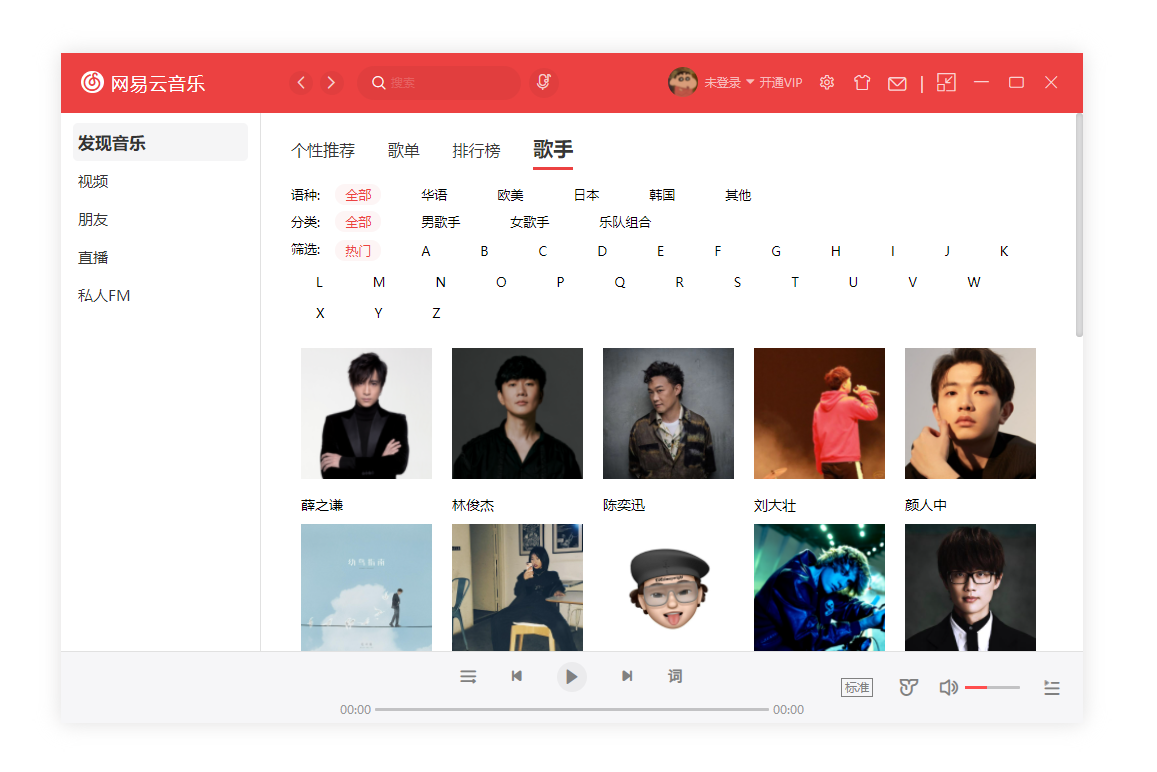 网易云音乐 搜索 未登录 开通VIP
发现音乐
视频
朋友
直播
私人FM
个性推荐 歌单 排行榜 歌手
语种: 全部 华语 欧美 日本 韩国 其他
分类: 全部 男歌手 女歌手 乐队组合
筛选: 热门 A B C D E F G H I J K
L M N O P Q R S T U V W
X Y Z
薛之谦 林俊杰 陈奕迅 刘大壮 颜人中
词
标准
00:00 00:00